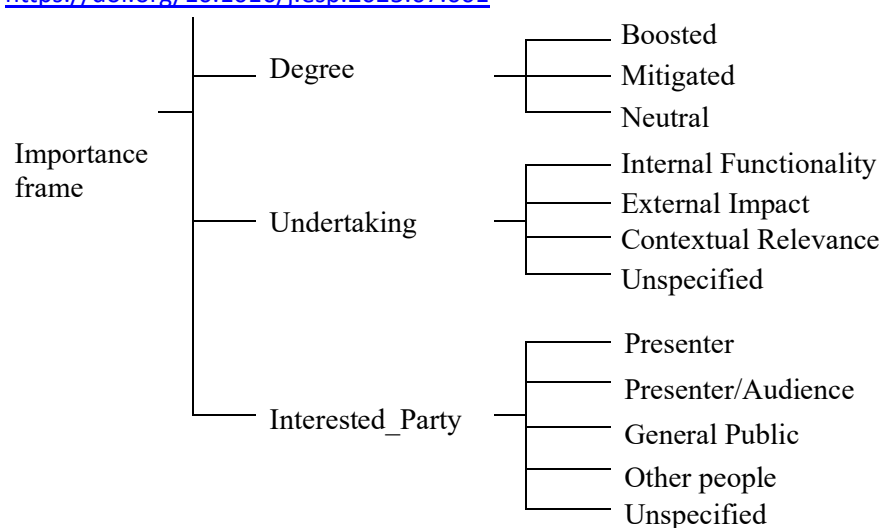 Importance
frame
Degree
Boosted
Mitigated
Neutral
Undertaking
Internal Functionality
External Impact
Contextual Relevance
Unspecified
Interested_Party
Presenter
Presenter/Audience
General Public
Other people
Unspecified